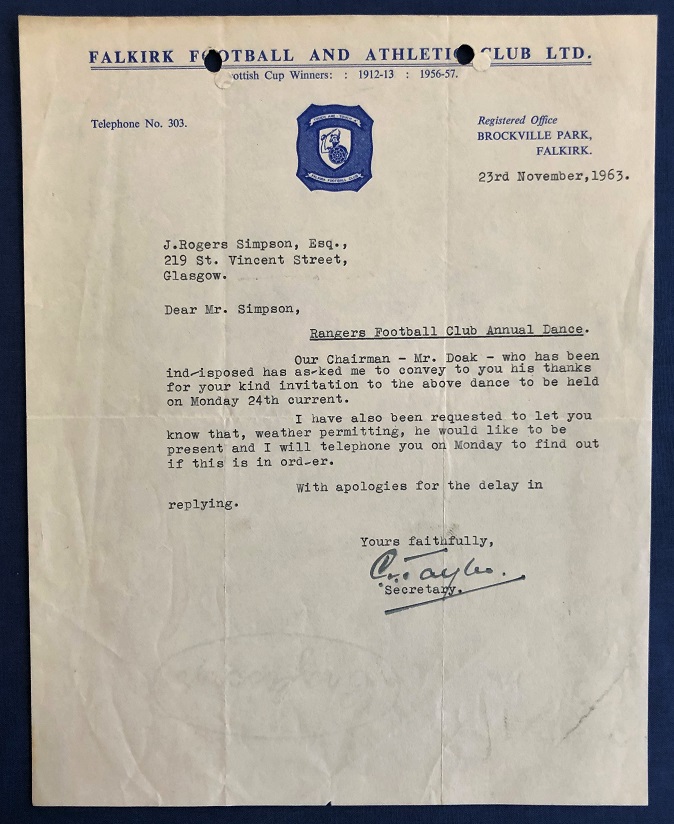 FALKIRK FOOTBALL AND ATHLETIC CLUB LTD.
Scottish Cup Winners: : 1912-13 : 1956-57.
Telephone No. 303.
Registered Office
BROCKVILLE PARK,
FALKIRK.
23rd November,1963.
FALKIRK FOOTBALL CLUB
J.Rogers Simpson, Esq.,
219 St. Vincent Street,
Glasgow.
Dear Mr. Simpson,
Rangers Football Club Annual Dance.
Our Chairman - Mr. Doak - who has been
ind-isposed has as-ked me to convey to you his thanks
for your kind invitation to the above dance to be held
on Monday 24th current.
I have also been requested to let you
know that, weather permitting, he would like to be
present and I will telephone you on Monday to find out
if this is in ord-er.
With apologies for the delay in
replying.
Yours faithfully,
Secretary.